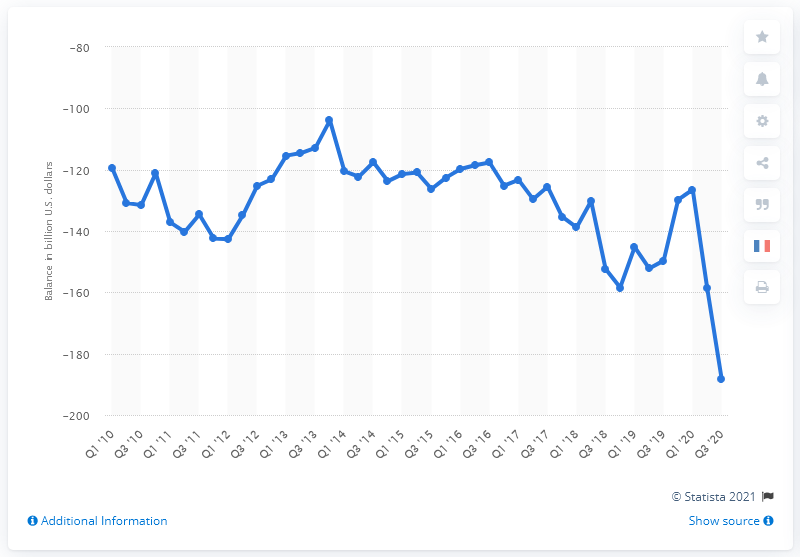 −80
−100
−120
−140
−160
−180
−200
Balance in billion U.S. dollars
Q1 '10
Q3 '10
Q1 '11
Q3 '11
Q1 '12
Q3 '12
Q1 '13
Q3 '13
Q1 '14
Q3 '14
Q1 '15
Q3 '15
Q1 '16
Q3 '16
Q1 '17
Q3 '17
Q1 '18
Q3 '18
Q1 '19
Q3 '19
Q1 '20
Q3 '20
© Statista 2021
Additional Information
Show source